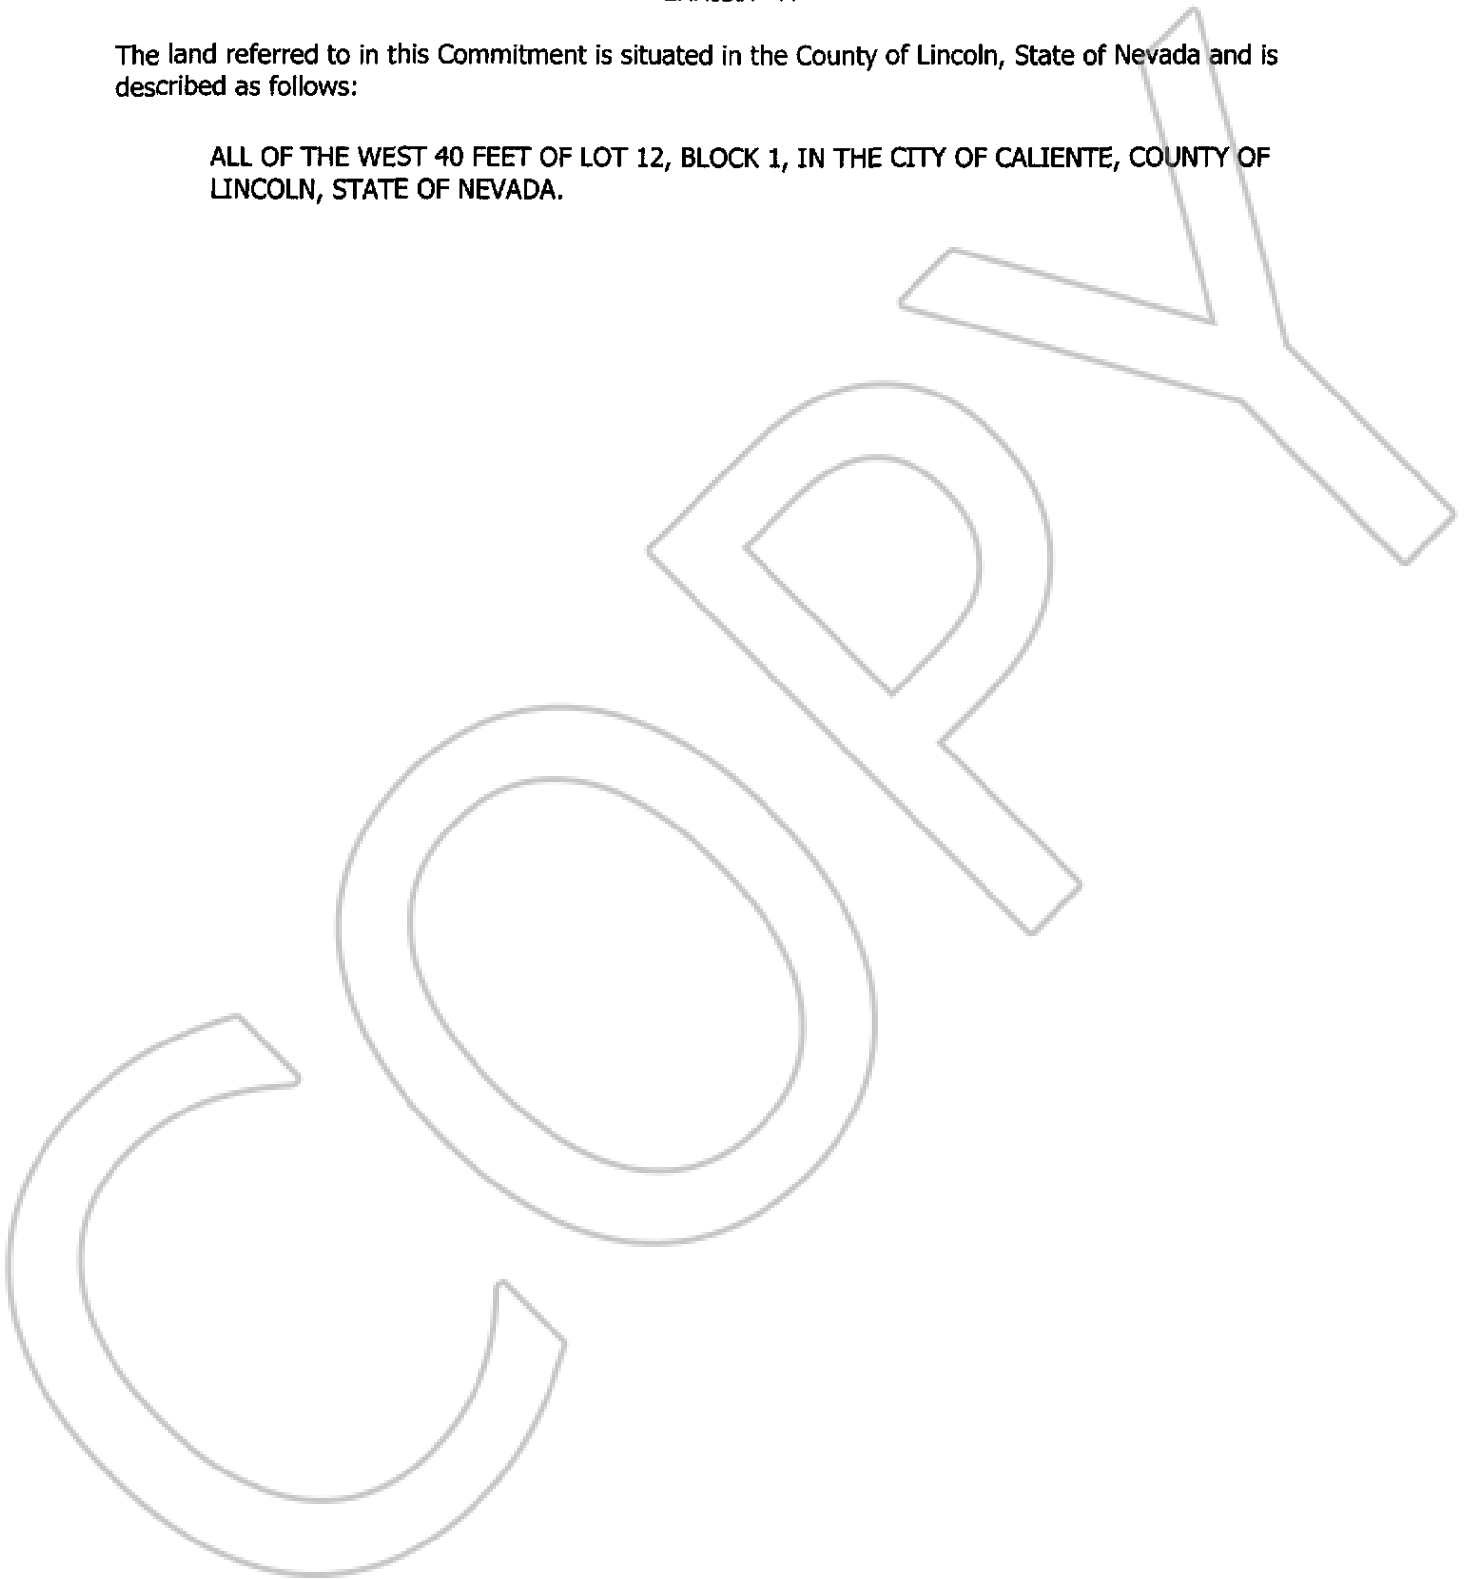 The land referred to in this Commitment is situated in the County of Lincoln, State of Nevada and is
described as follows:
ALL OF THE WEST 40 FEET OF LOT 12, BLOCK 1, IN THE CITY OF CALIENTE, COUNTY OF
LINCOLN, STATE OF NEVADA.
COPY